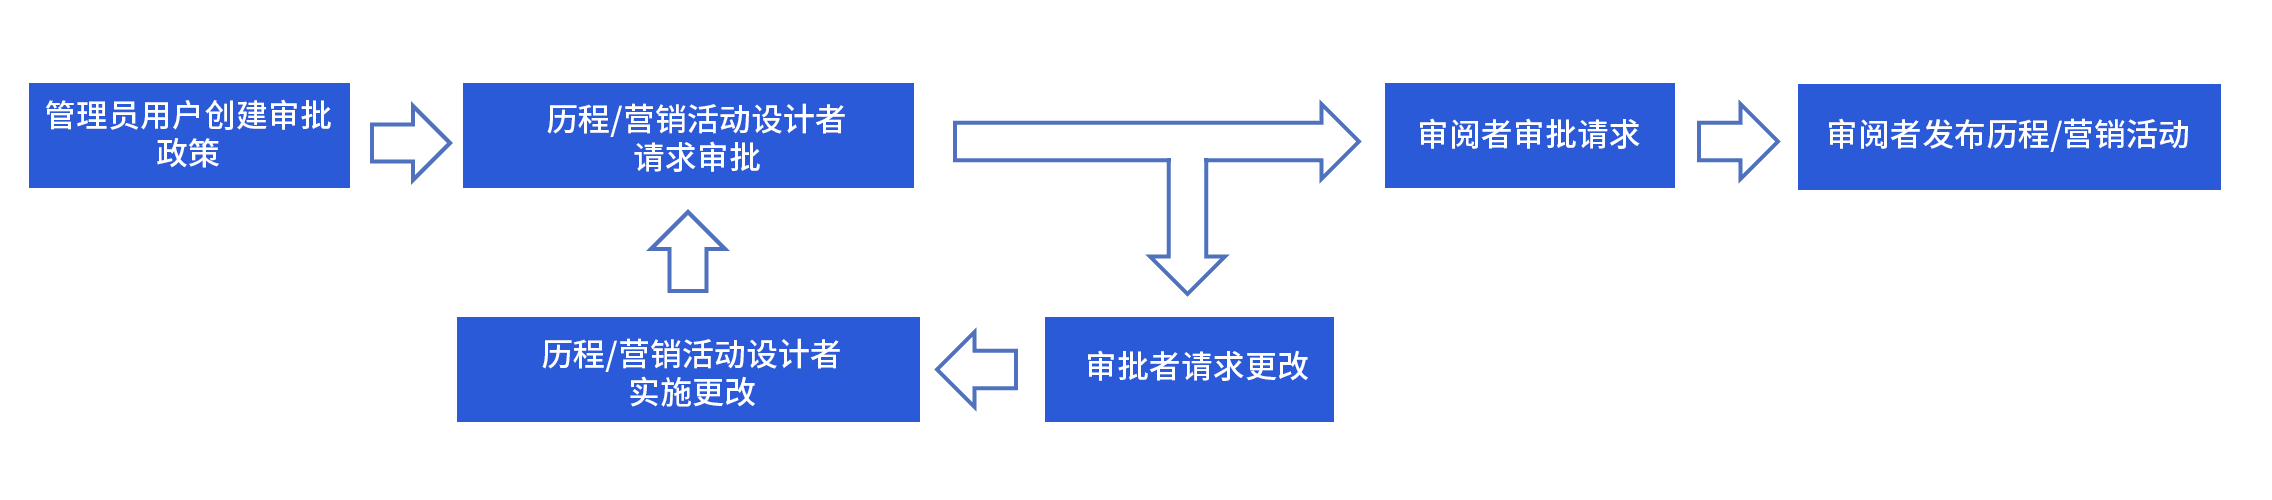 管理员用户创建审批
政策
历程/营销活动设计者
请求审批
审阅者审批请求
审阅者发布历程/营销活动
历程/营销活动设计者
实施更改
审批者请求更改